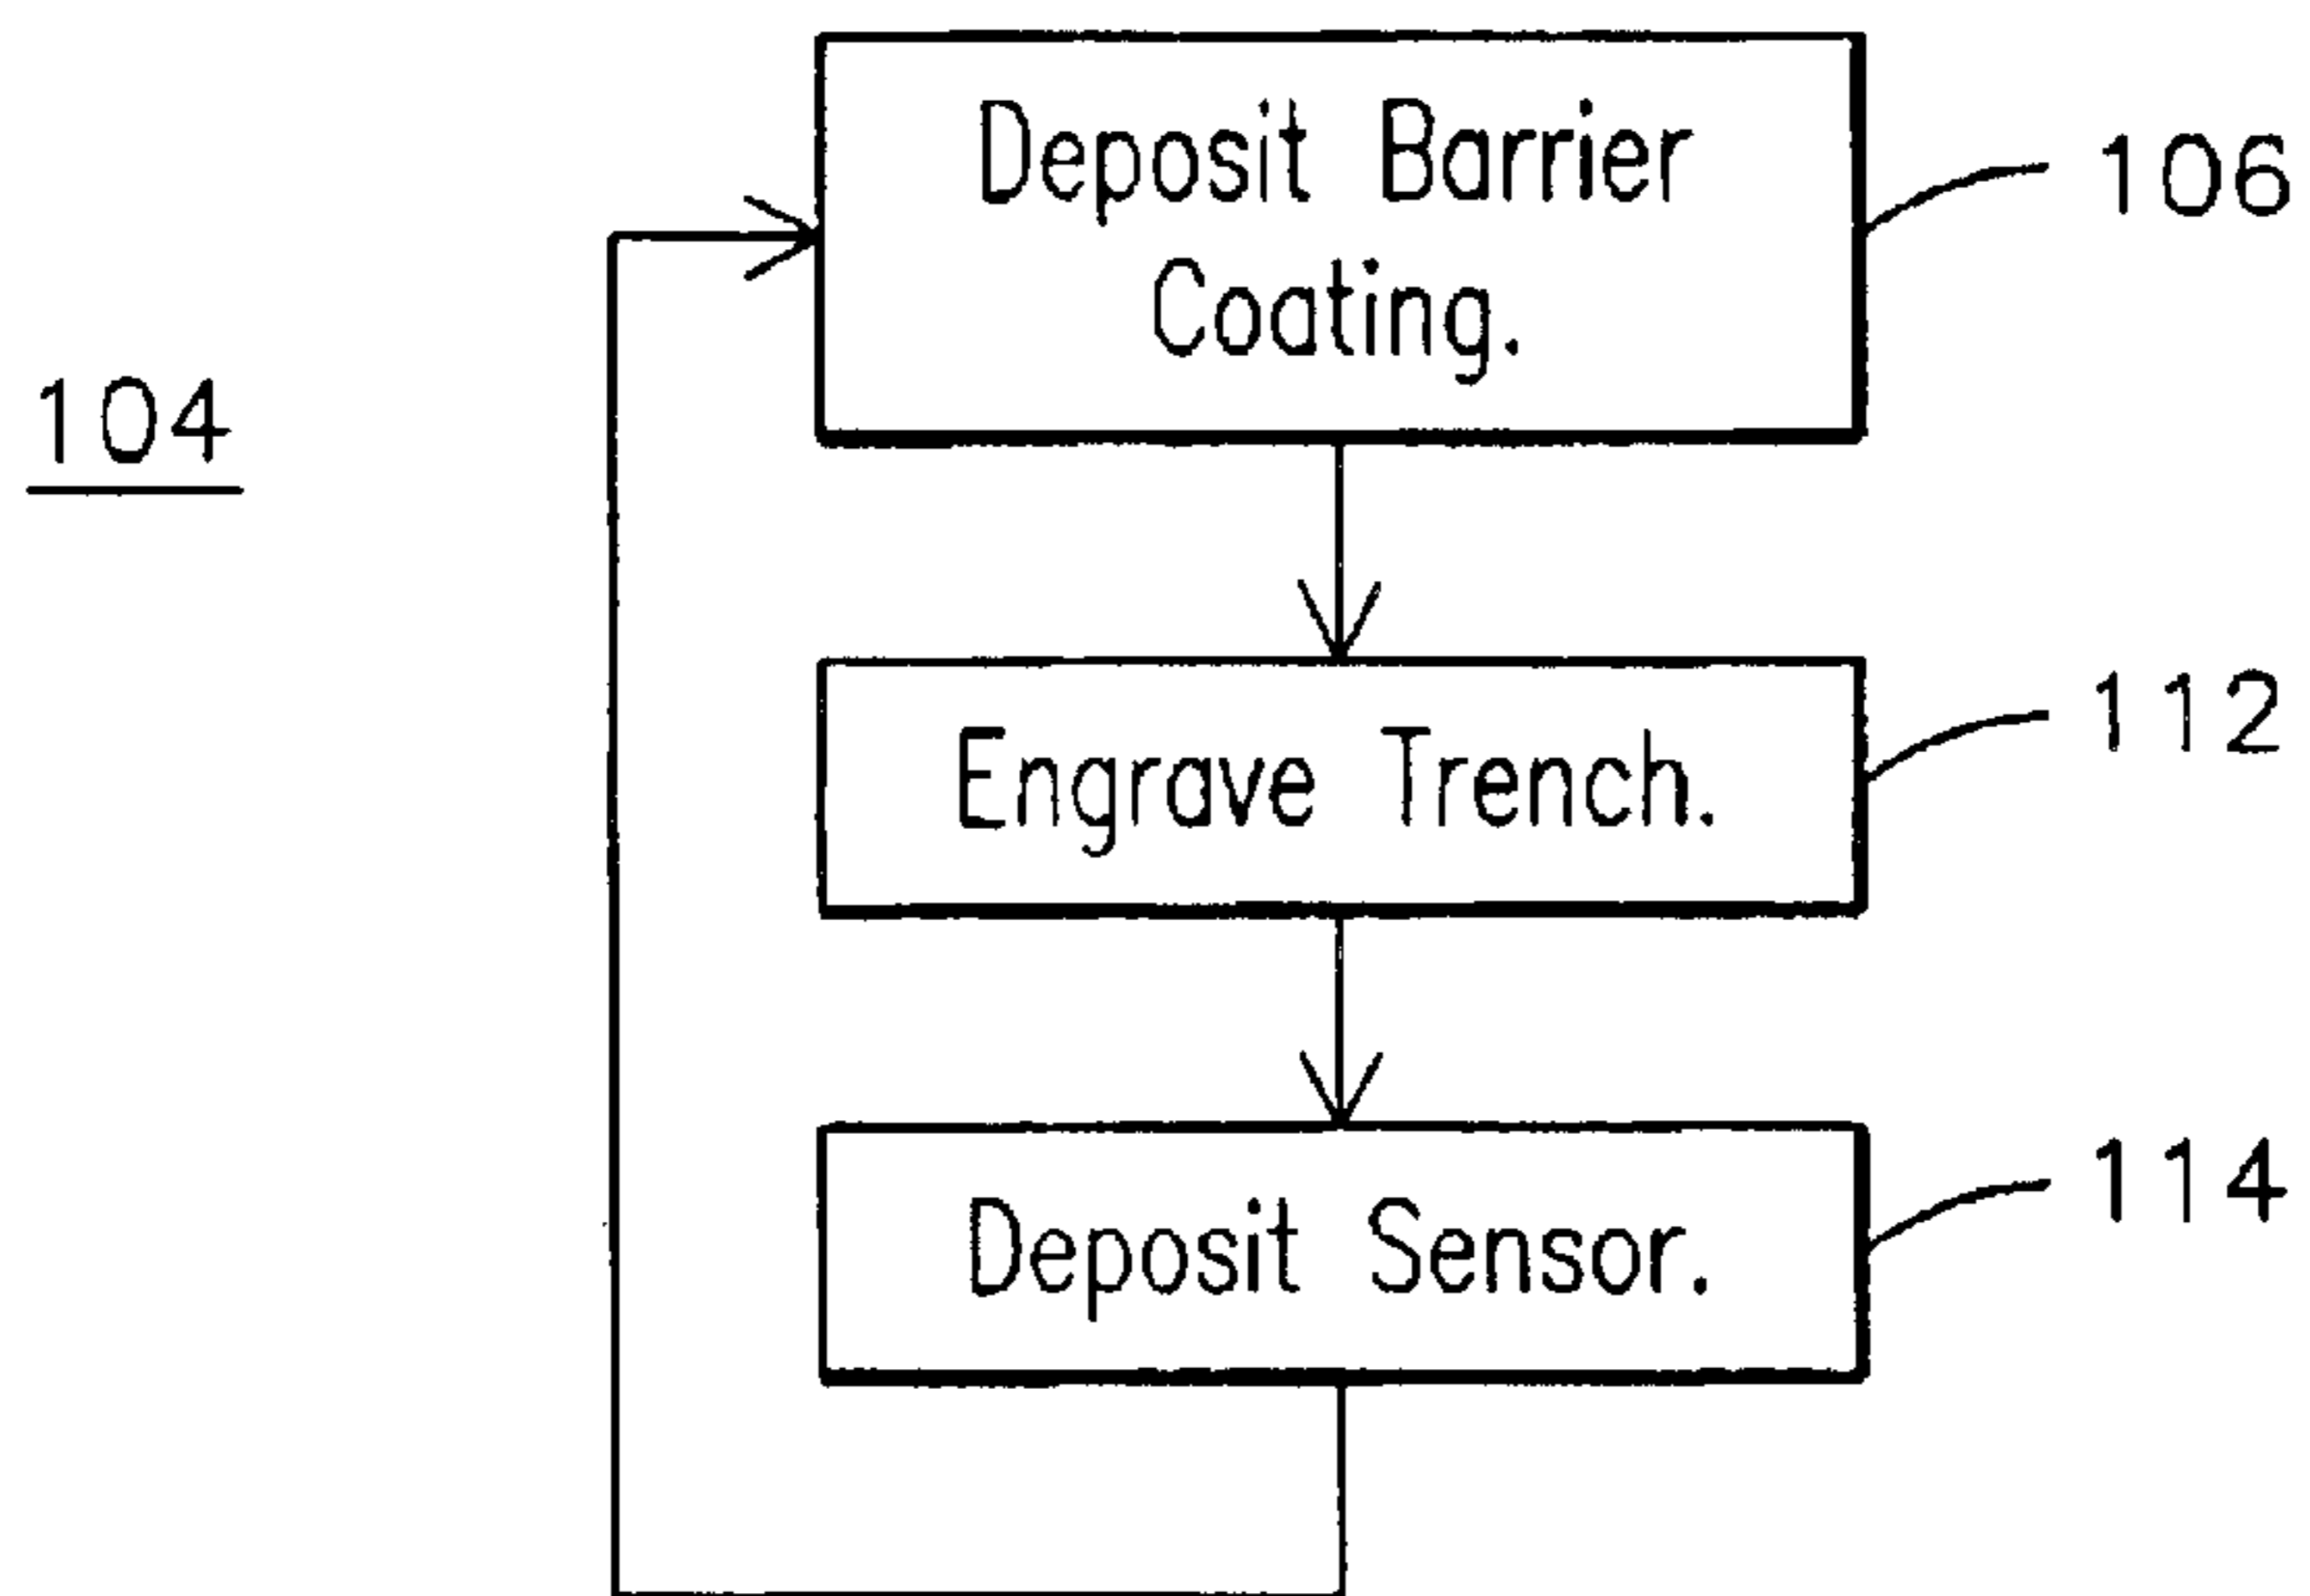 Deposit Barrier
Coating.
106
104
Engrave Trench.
112
Deposit Sensor.
114